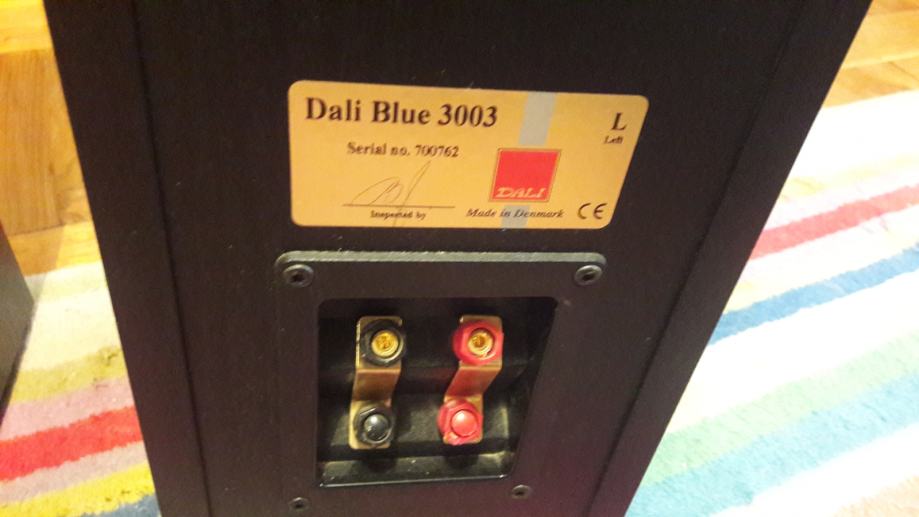 Dali Blue 3003
L
Left
Serial no. 700762
DALI
Inspected by
Made in Denmark
CE